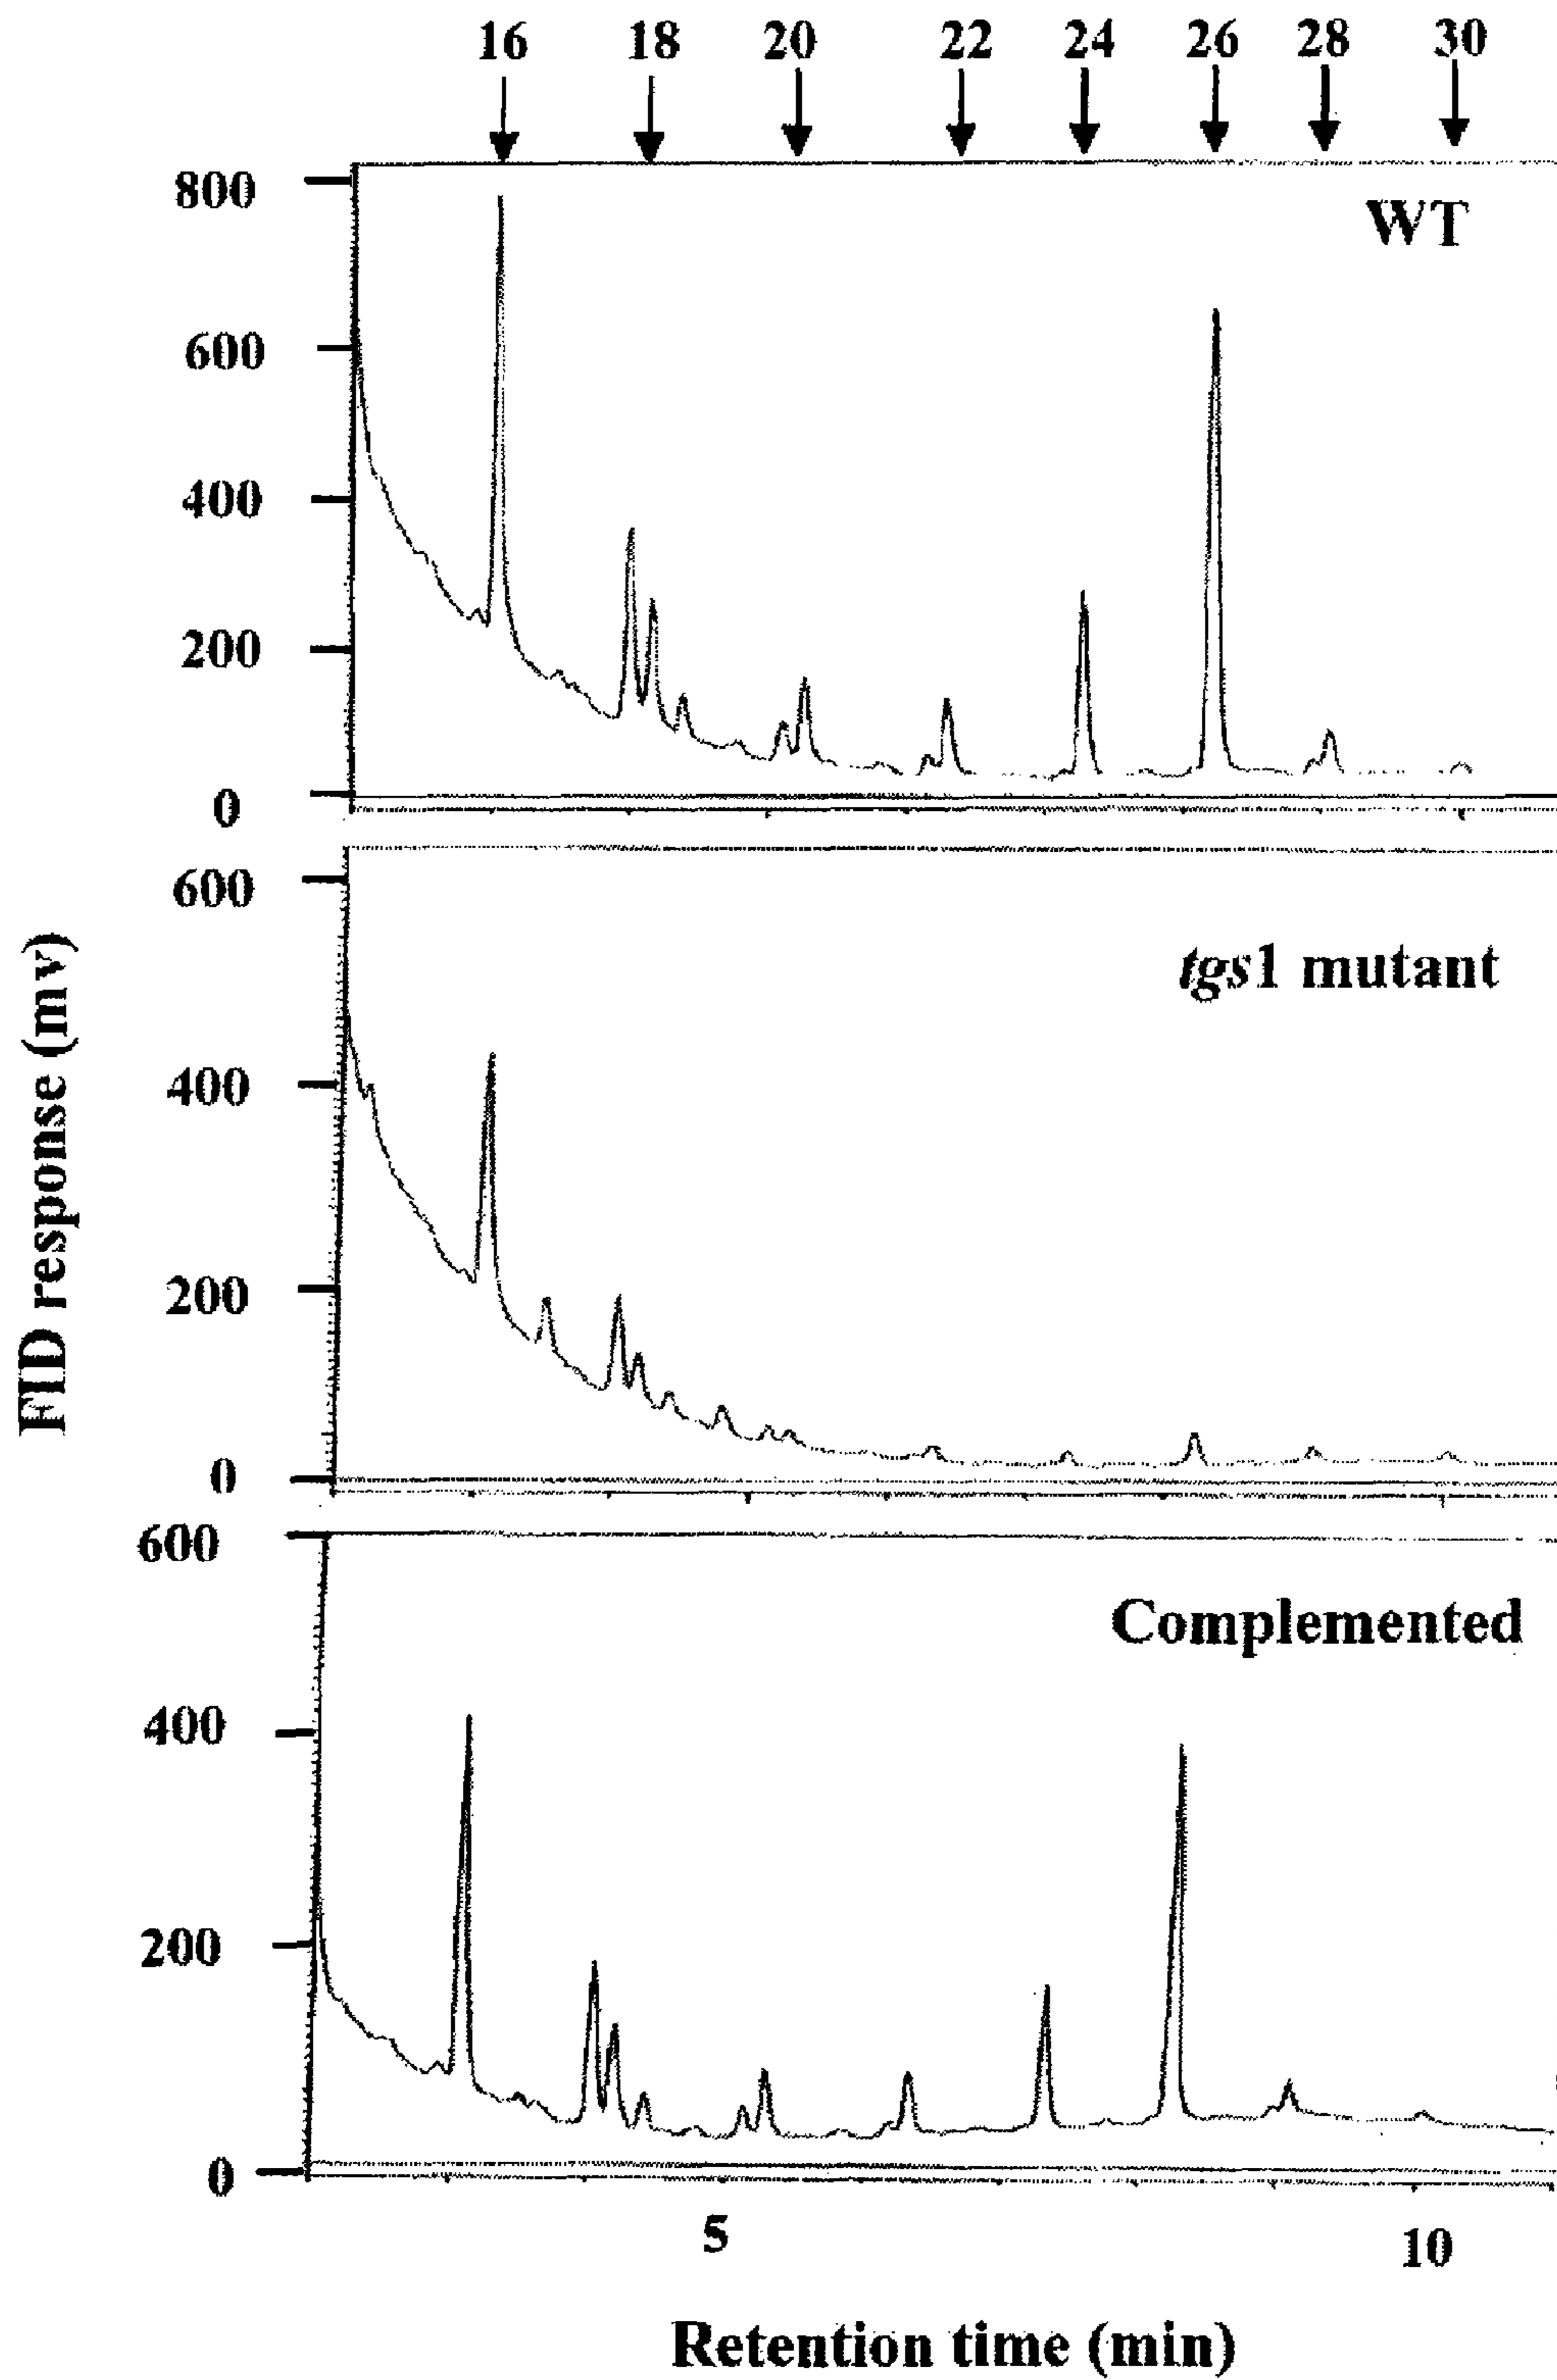 16 18 20 22 24 26 28 30
WT
800
600
400
200
0
tgs1 mutant
600
400
200
0
Complemented
600
400
200
0
FID response (mv)
5 10
Retention time (min)